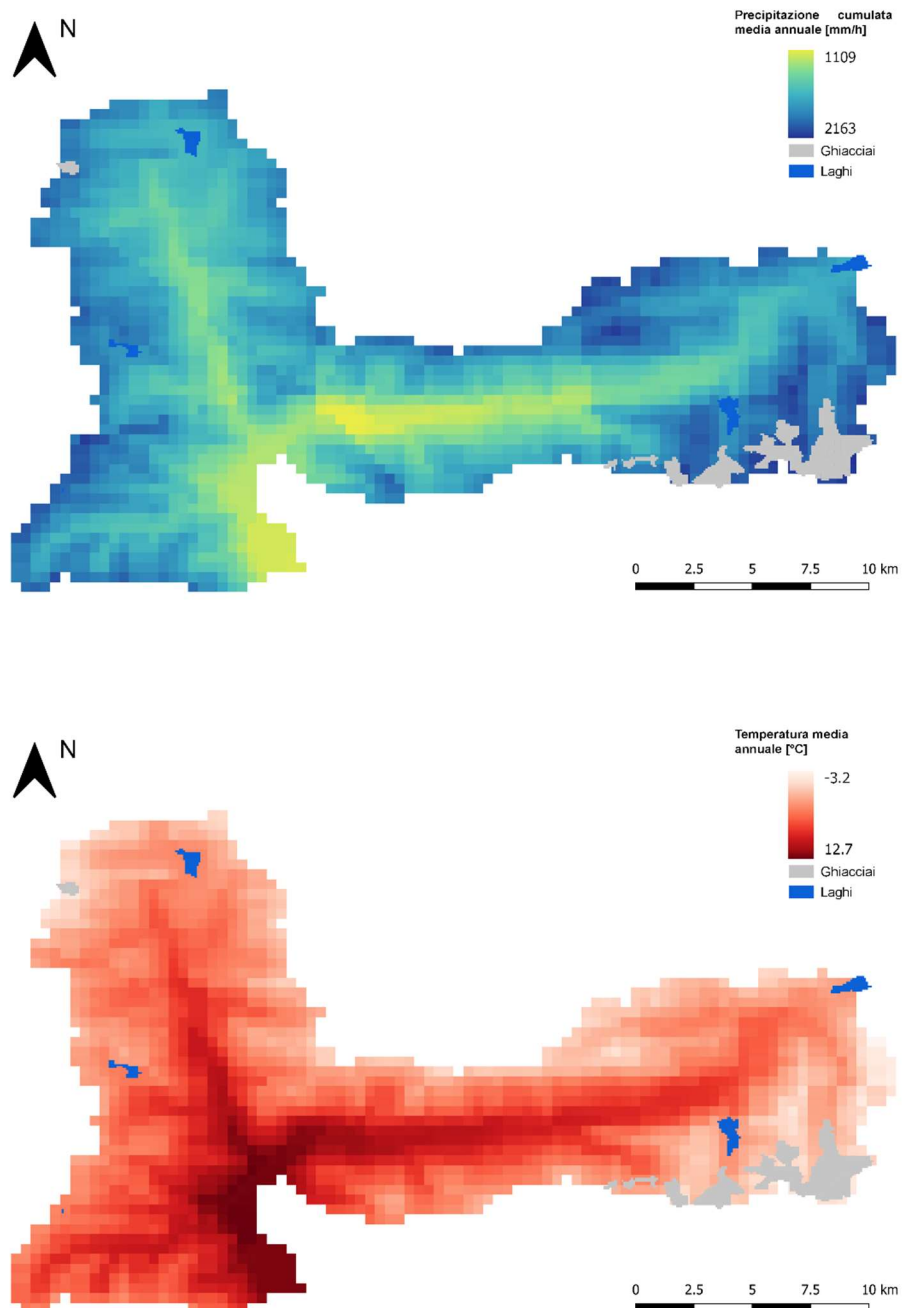 N
Precipitazione cumulata
media annuale [mm/h]
1109
2163
Ghiacciai
Laghi
0 2.5 5 7.5 10 km
N
Temperatura media
annuale [°C]
-3.2
12.7
Ghiacciai
Laghi
0 2.5 5 7.5 10 km